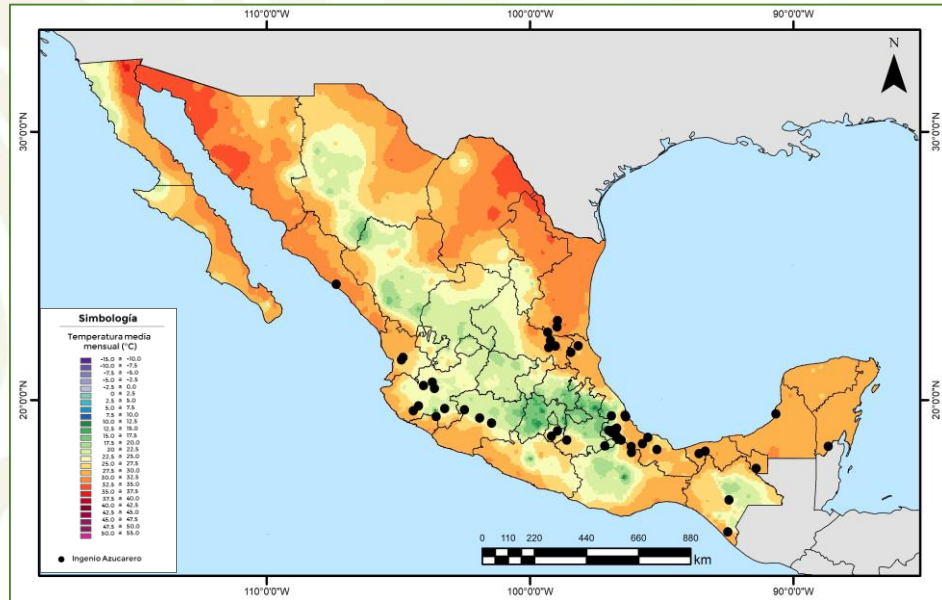 110°0'0"W
100°0'0"W
90°0'0"W
N
30°0'0"N
30°0'0"N
20°0'0"N
20°0'0"N
Simbología
Temperatura media
mensual (°C)
-15.0 a -10.0
-10.0 a -7.5
-7.5 a -5.0
-5.0 a -2.5
-2.5 a 0.0
0 a 2.5
2.5 a 5.0
5.0 a 7.5
7.5 a 10.0
10.0 a 12.5
12.5 a 15.0
15.0 a 17.5
17.5 a 20.0
20 a 22.5
22.5 a 25.0
25.0 a 27.5
27.5 a 30.0
30.0 a 32.5
32.5 a 35.0
35.0 a 37.5
37.5 a 40.0
40.0 a 42.5
42.5 a 45.0
45.0 a 47.5
47.5 a 50.0
50.0 a 55.0
Ingenio Azucarero
0 110 220 440 660 880
km
110°0'0"W
100°0'0"W
90°0'0"W